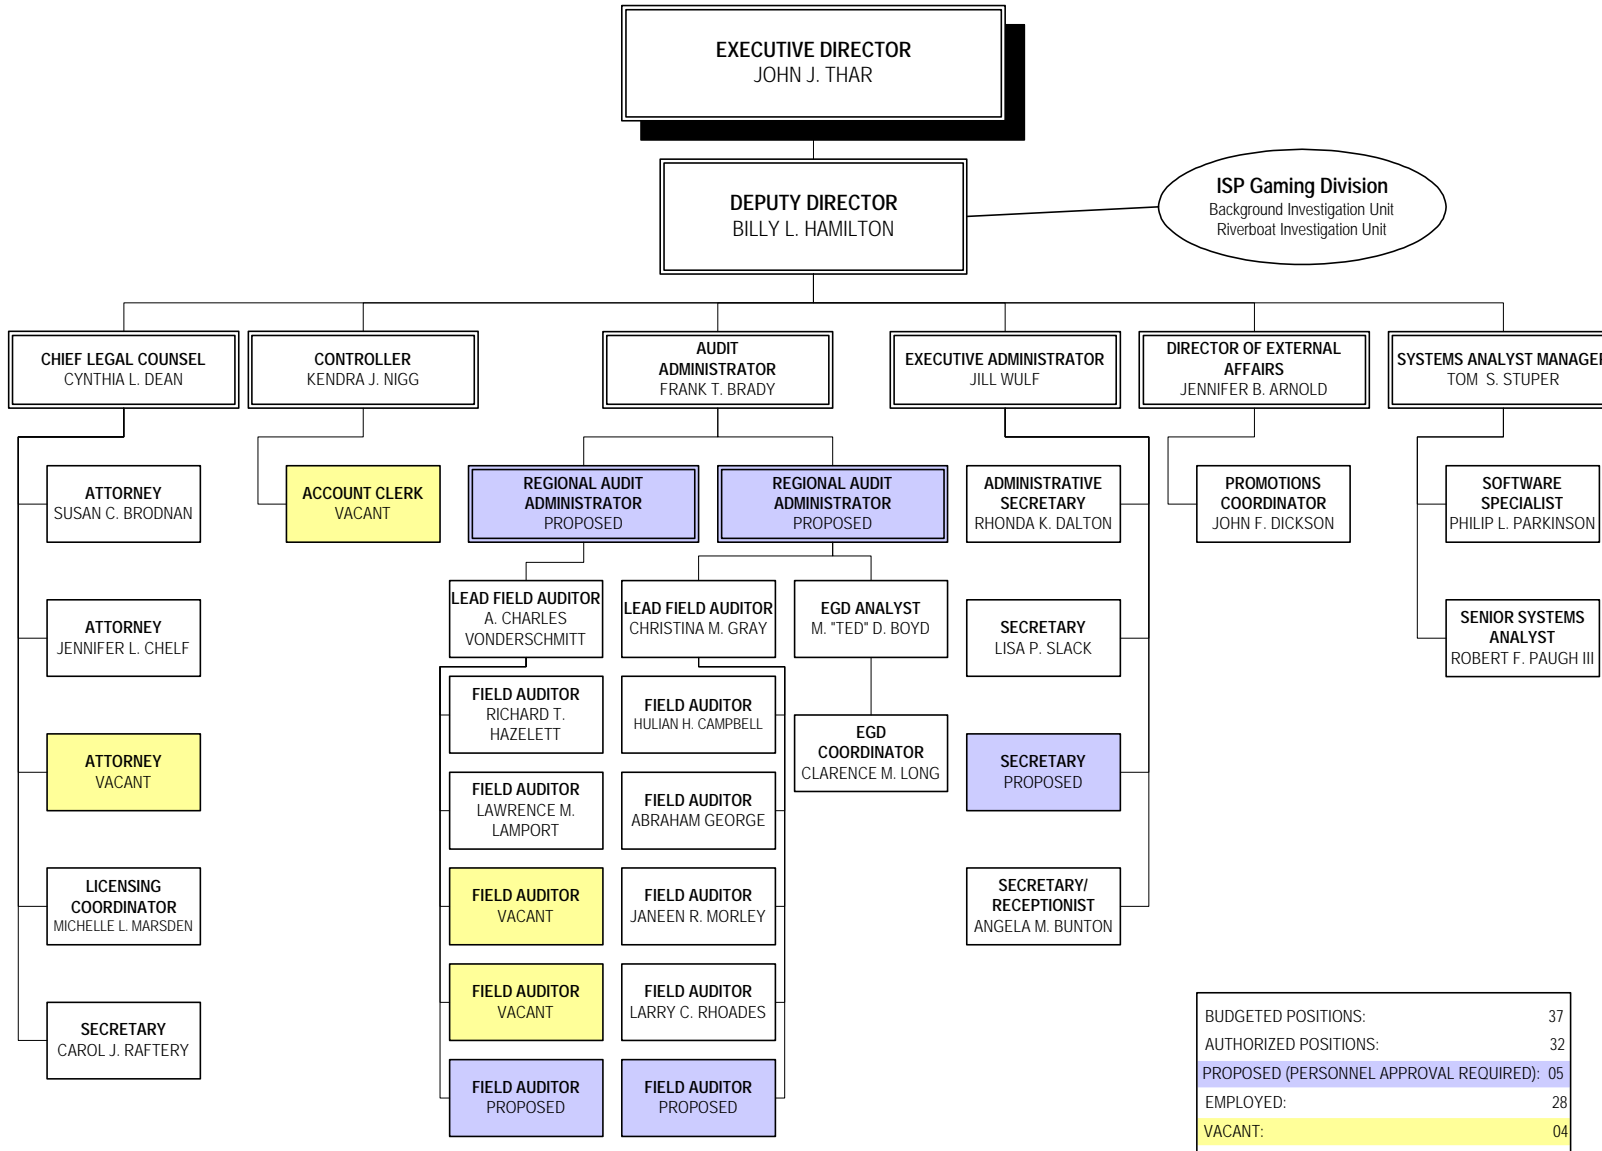 EXECUTIVE DIRECTOR
JOHN J. THAR
DEPUTY DIRECTOR
BILLY L. HAMILTON
ISP Gaming Division
Background Investigation Unit
Riverboat Investigation Unit
CHIEF LEGAL COUNSEL
CYNTHIA L. DEAN
CONTROLLER
KENDRA J. NIGG
AUDIT
ADMINISTRATOR
FRANK T. BRADY
EXECUTIVE ADMINISTRATOR
JILL WULF
DIRECTOR OF EXTERNAL
AFFAIRS
JENNIFER B. ARNOLD
SYSTEMS ANALYST MANAGER
TOM S. STUPER
ATTORNEY
SUSAN C. BRODNAN
ATTORNEY
JENNIFER L. CHELF
ATTORNEY
VACANT
LICENSING
COORDINATOR
MICHELLE L. MARSDEN
SECRETARY
CAROL J. RAFTERY
ACCOUNT CLERK
VACANT
REGIONAL AUDIT
ADMINISTRATOR
PROPOSED
LEAD FIELD AUDITOR
A. CHARLES
VONDERSCHMITT
FIELD AUDITOR
RICHARD T.
HAZELETT
FIELD AUDITOR
LAWRENCE M.
LAMPORT
FIELD AUDITOR
VACANT
FIELD AUDITOR
VACANT
FIELD AUDITOR
PROPOSED
REGIONAL AUDIT
ADMINISTRATOR
PROPOSED
LEAD FIELD AUDITOR
CHRISTINA M. GRAY
FIELD AUDITOR
HULIAN H. CAMPBELL
FIELD AUDITOR
ABRAHAM GEORGE
FIELD AUDITOR
JANEEN R. MORLEY
FIELD AUDITOR
LARRY C. RHOADES
FIELD AUDITOR
PROPOSED
EGD ANALYST
M. "TED" D. BOYD
EGD
COORDINATOR
CLARENCE M. LONG
ADMINISTRATIVE
SECRETARY
RHONDA K. DALTON
SECRETARY
LISA P. SLACK
SECRETARY
PROPOSED
SECRETARY/
RECEPTIONIST
ANGELA M. BUNTON
PROMOTIONS
COORDINATOR
JOHN F. DICKSON
SOFTWARE
SPECIALIST
PHILIP L. PARKINSON
SENIOR SYSTEMS
ANALYST
ROBERT F. PAUGH III
BUDGETED POSITIONS: 37
AUTHORIZED POSITIONS: 32
PROPOSED (PERSONNEL APPROVAL REQUIRED): 05
EMPLOYED: 28
VACANT: 04